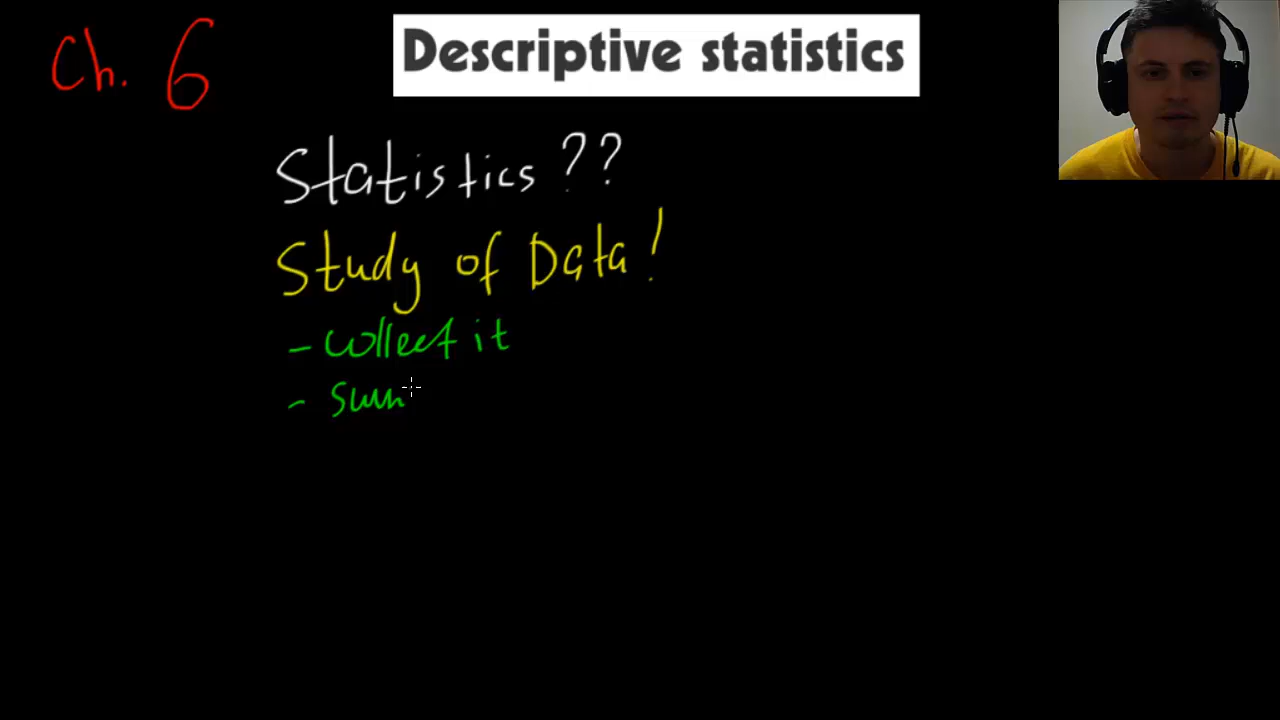 Ch. 6
Descriptive statistics
Statistics ??
Study of Data!
- collect it
- sum